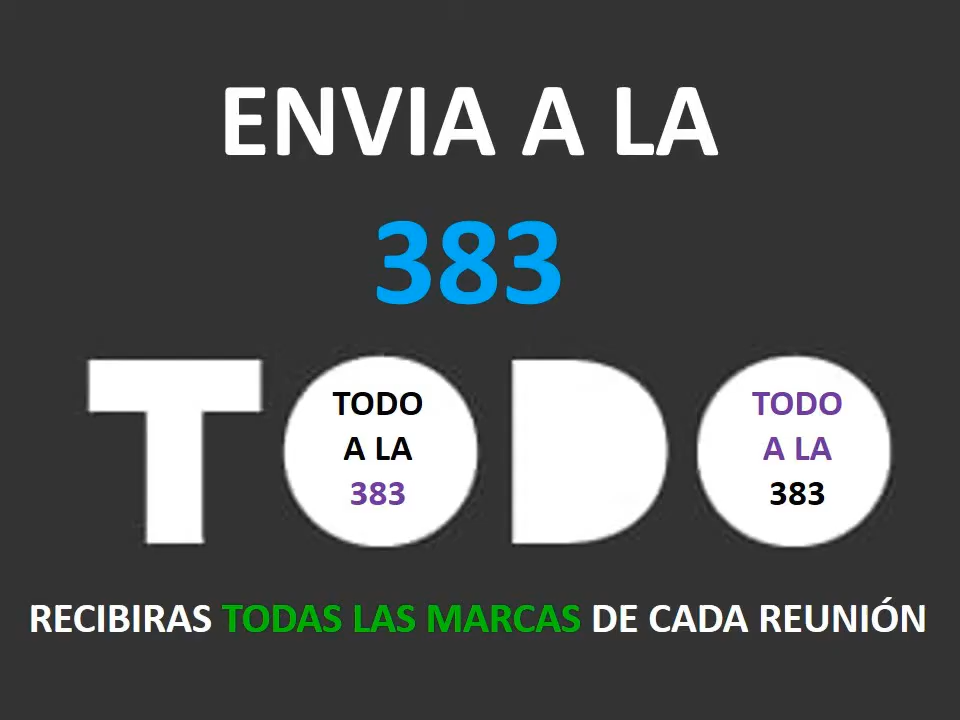 ENVIA A LA
383
TODO
TODO
A LA
383
TODO
A LA
383
RECIBIRAS TODAS LAS MARCAS DE CADA REUNIÓN